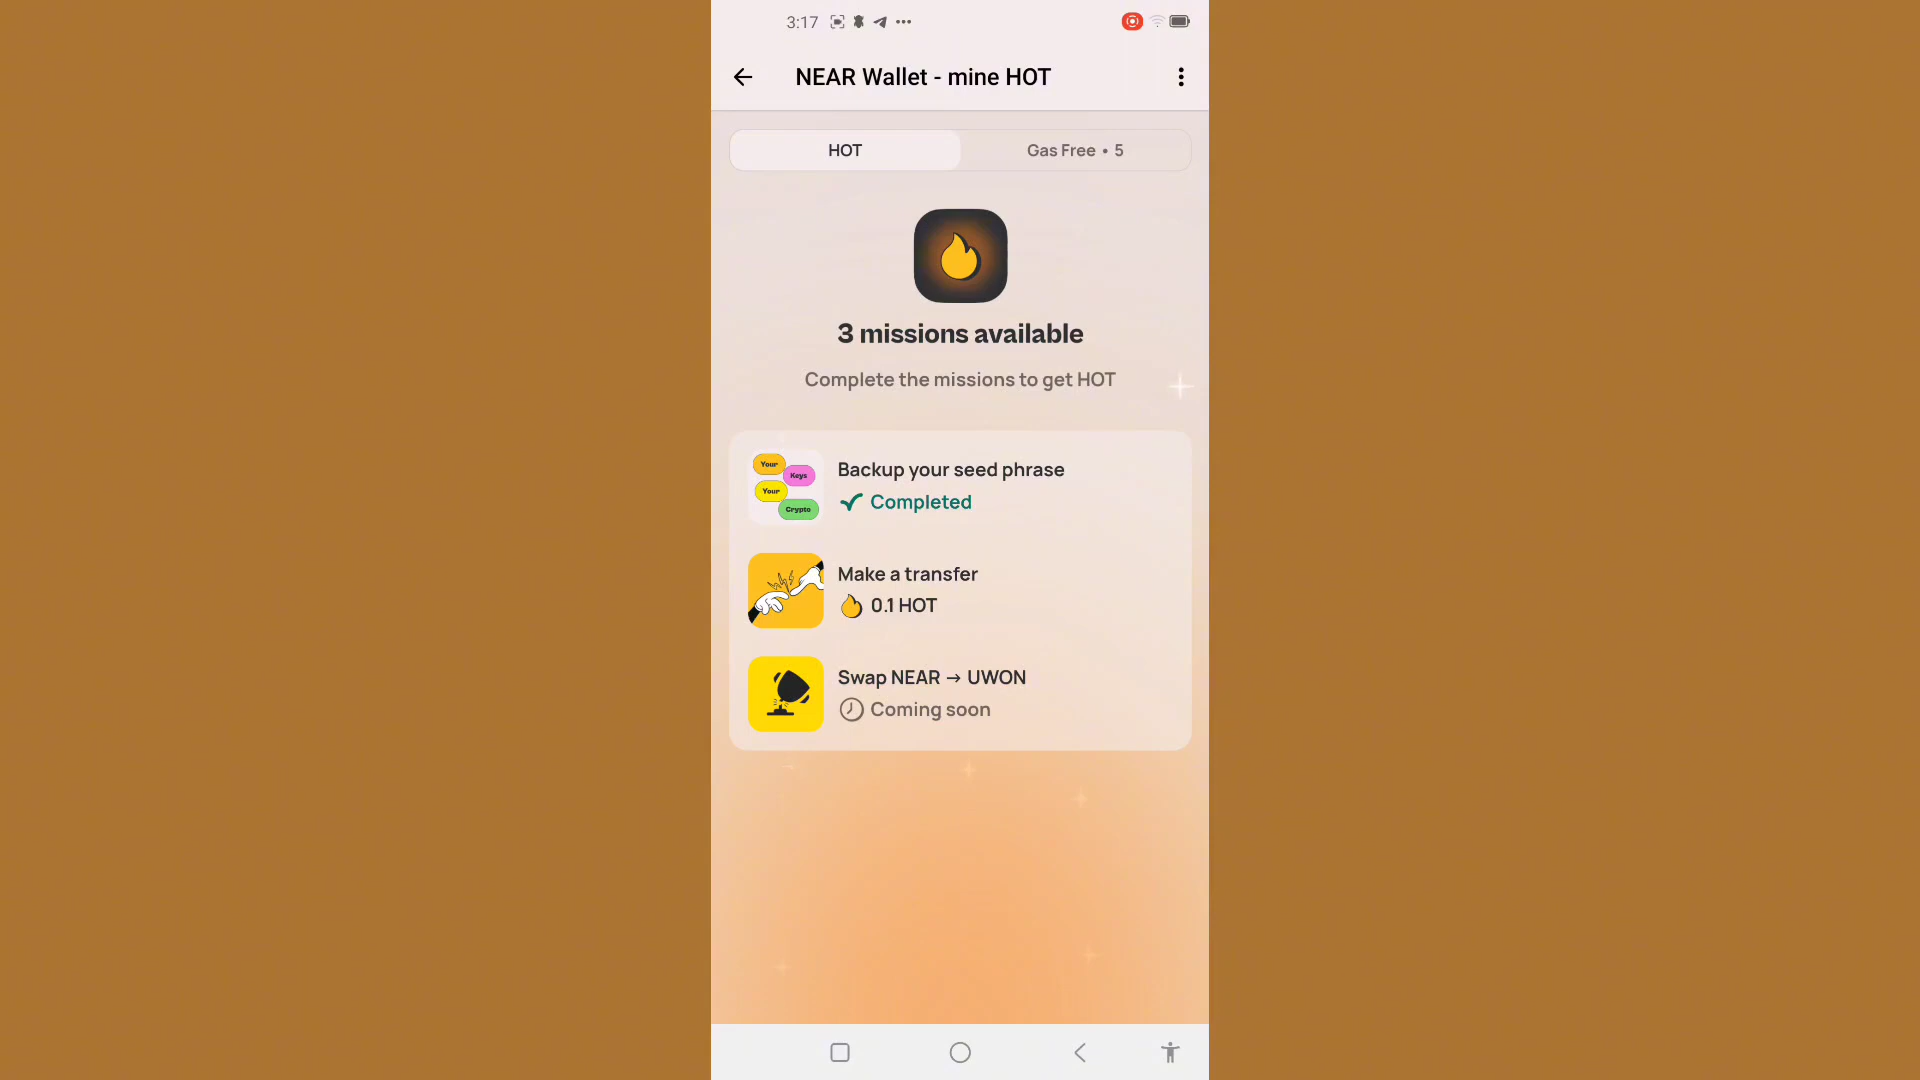 3:17
NEAR Wallet - mine HOT
HOT
Gas Free • 5
3 missions available
Complete the missions to get HOT
Your
Keys
Your
Crypto
Backup your seed phrase
Completed
Make a transfer
0.1 HOT
Swap NEAR → UWON
Coming soon